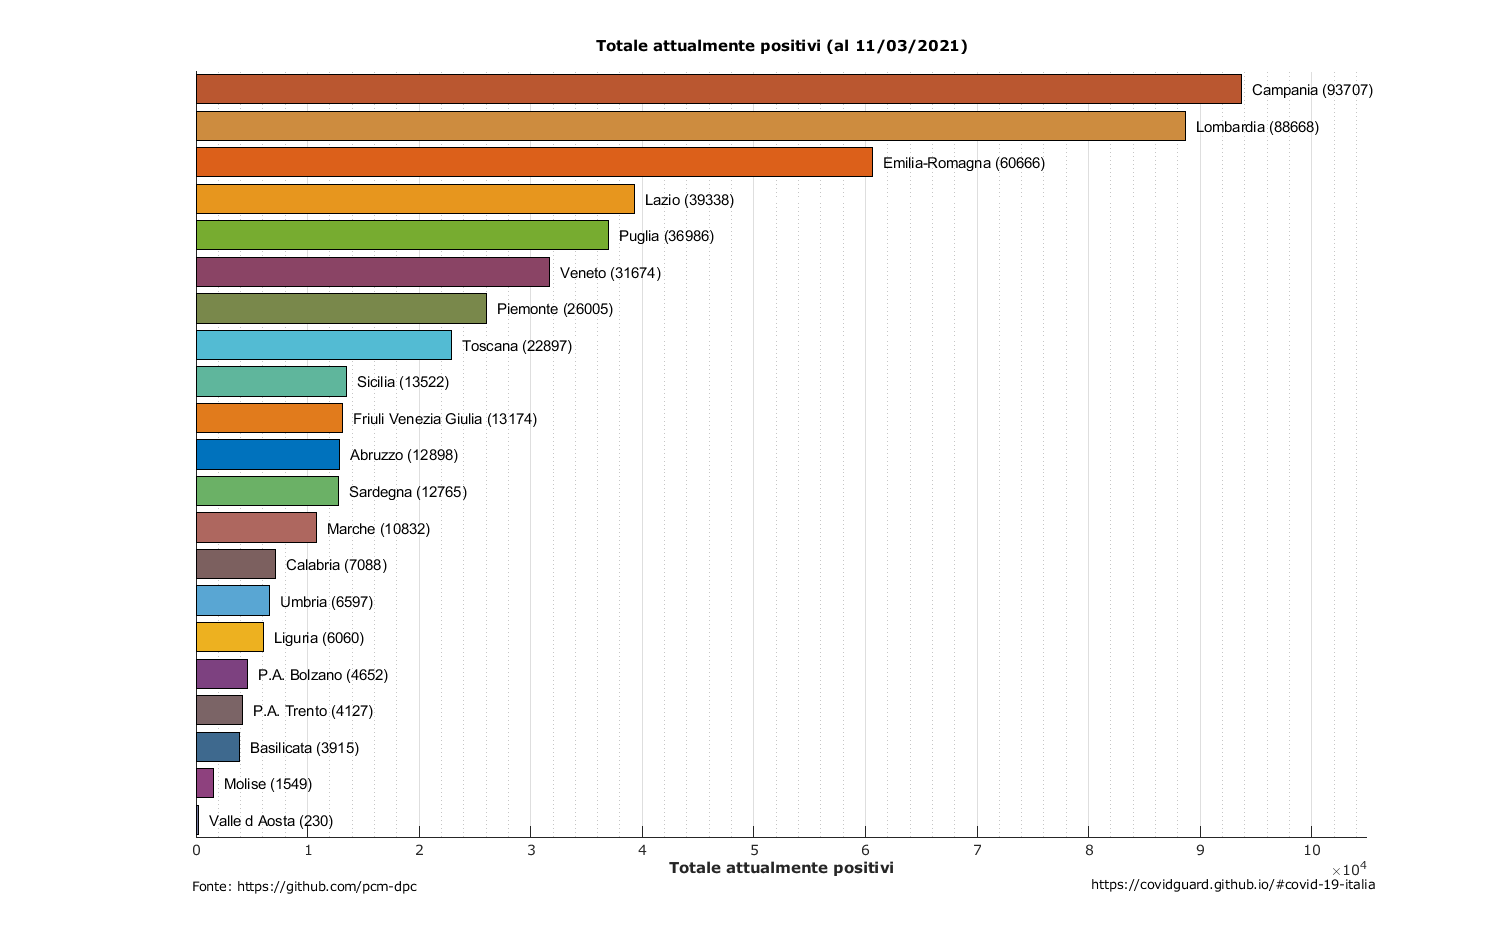 Totale attualmente positivi (al 11/03/2021)
Campania (93707)
Lombardia (88668)
Emilia-Romagna (60666)
Lazio (39338)
Puglia (36986)
Veneto (31674)
Piemonte (26005)
Toscana (22897)
Sicilia (13522)
Friuli Venezia Giulia (13174)
Abruzzo (12898)
Sardegna (12765)
Marche (10832)
Calabria (7088)
Umbria (6597)
Liguria (6060)
P.A. Bolzano (4652)
P.A. Trento (4127)
Basilicata (3915)
Molise (1549)
Valle d Aosta (230)
0 1 2 3 4 5 6 7 8 9 10
×10⁴
Totale attualmente positivi
Fonte: https://github.com/pcm-dpc
https://covidguard.github.io/#covid-19-italia